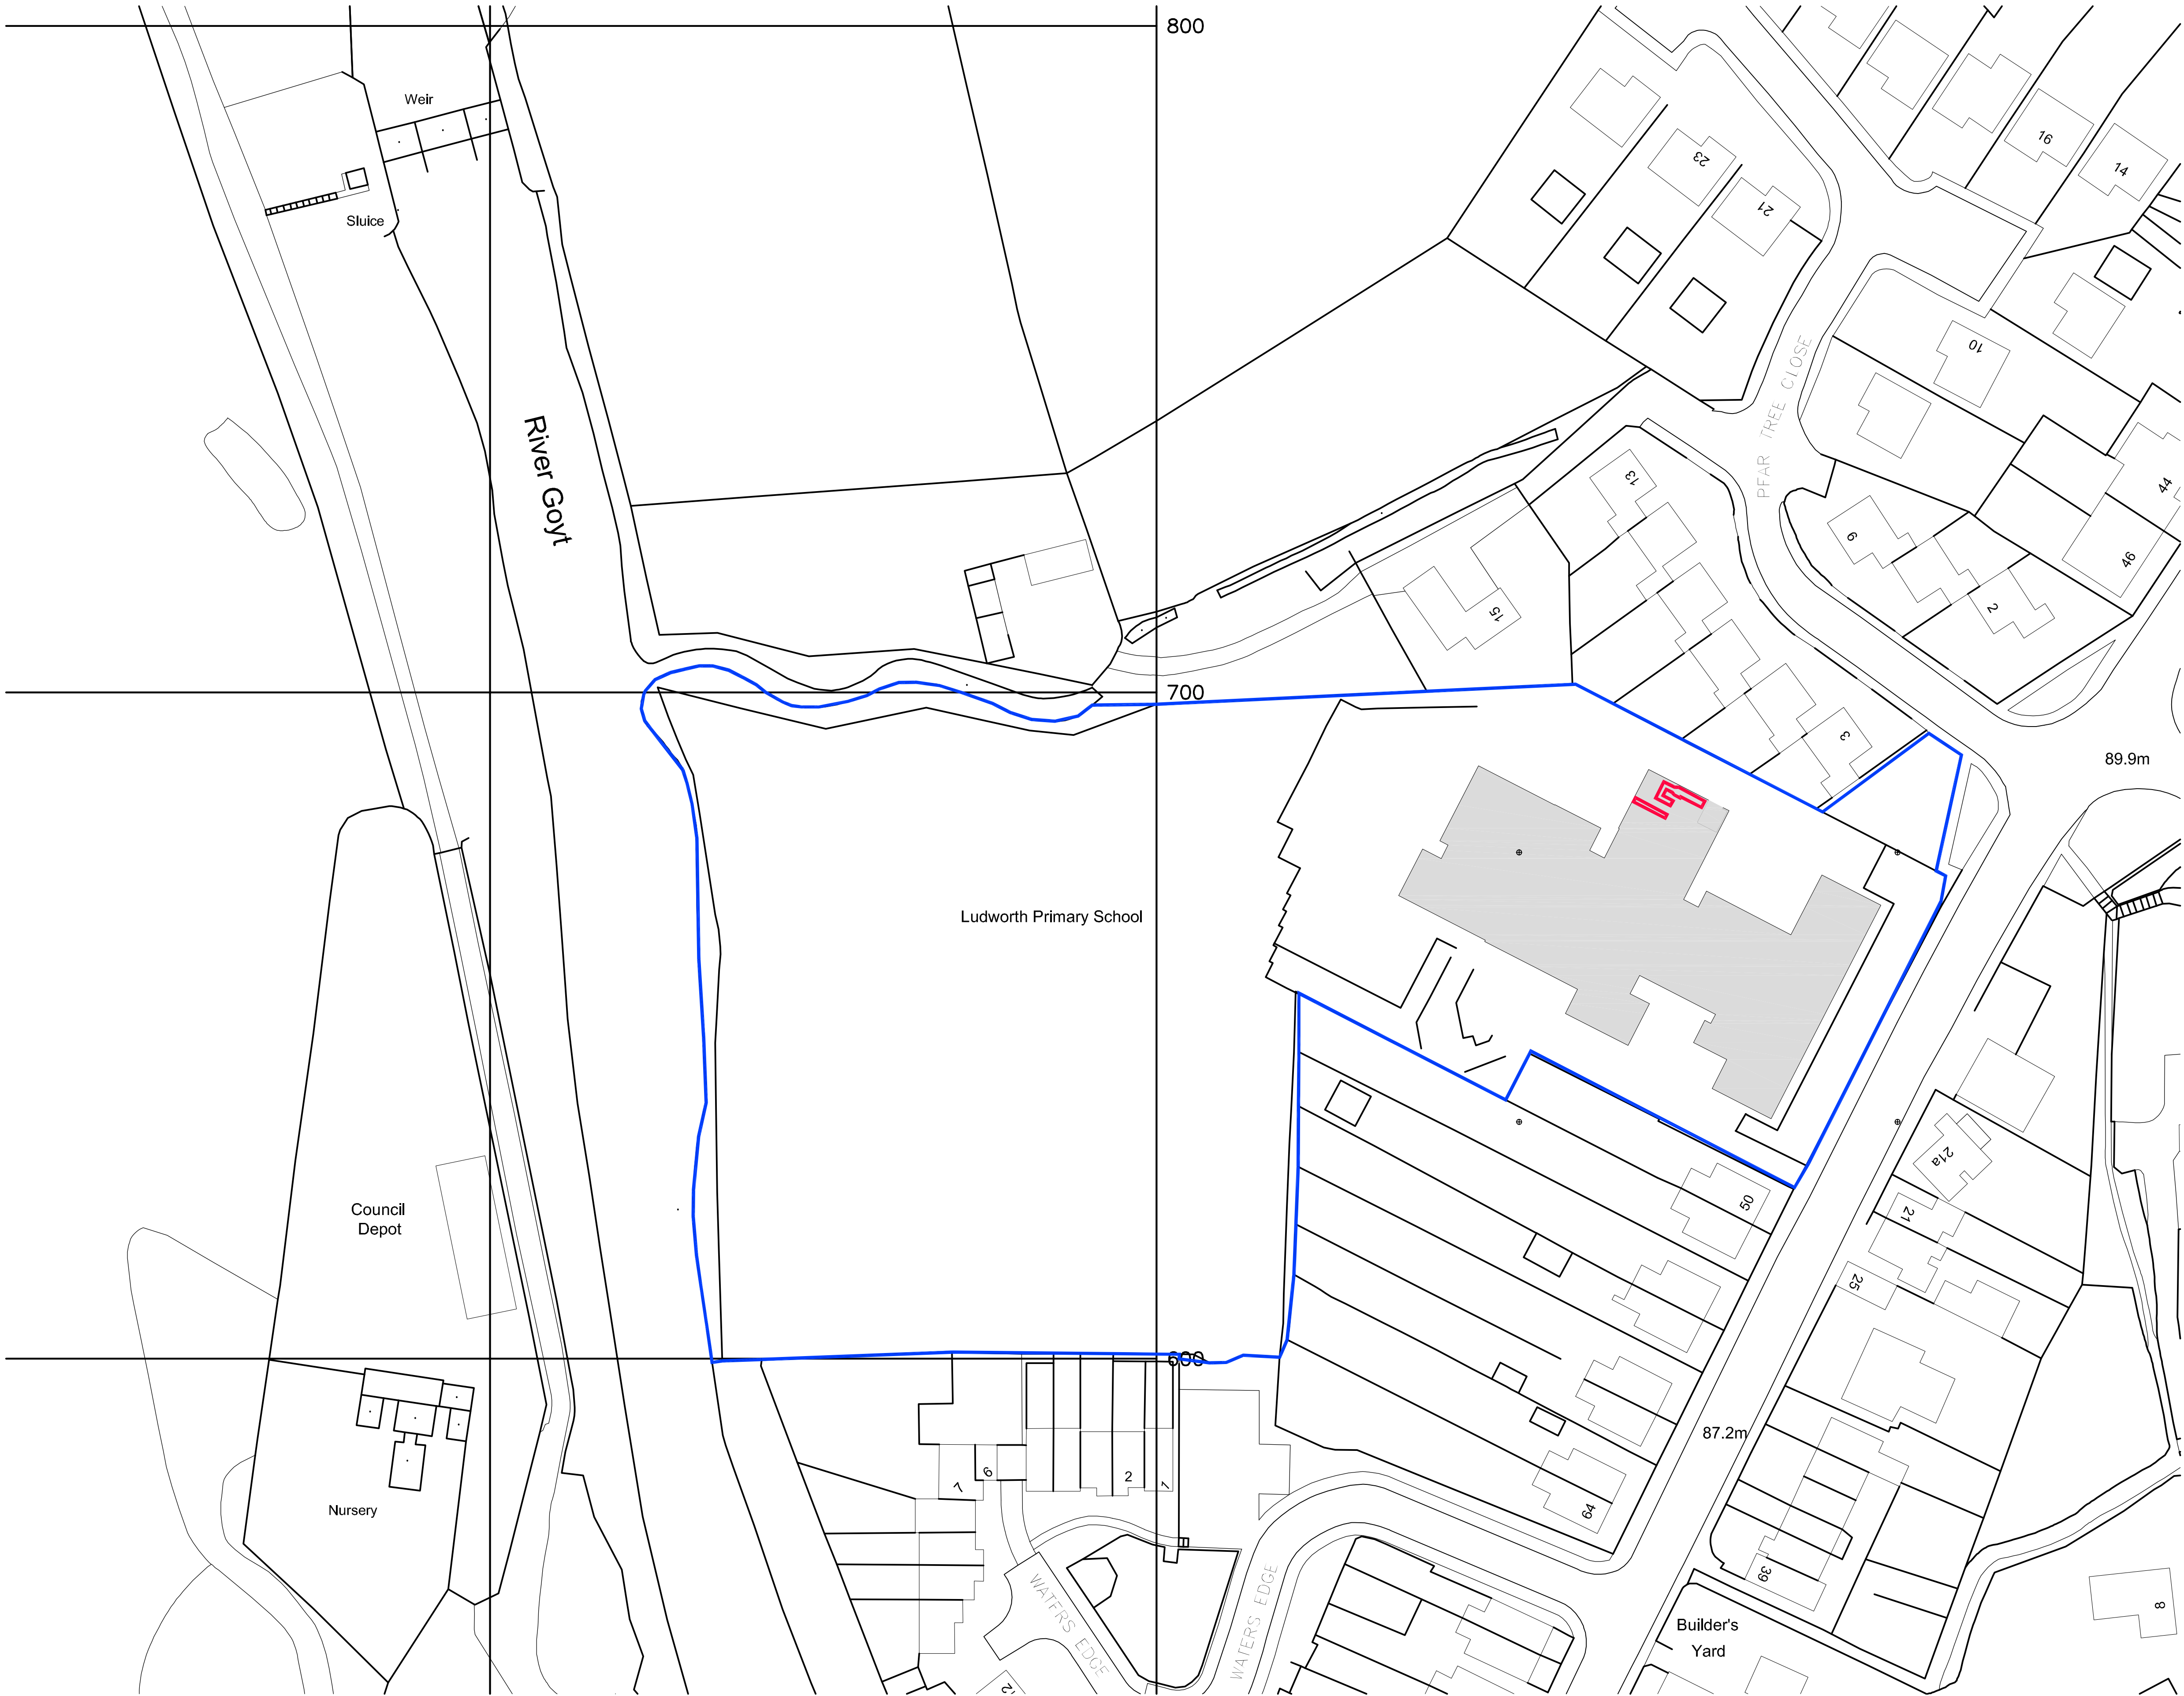 800
Weir
16
14
23
21
Sluice
10
PEAR TREE CLOSE
River Goyt
13
44
9
46
2
15
700
3
89.9m
Ludworth Primary School
21a
50
21
Council
Depot
25
600
87.2m
2
1
6
7
64
Nursery
39
WATERS EDGE
WATERS EDGE
8
Builder's
Yard
12